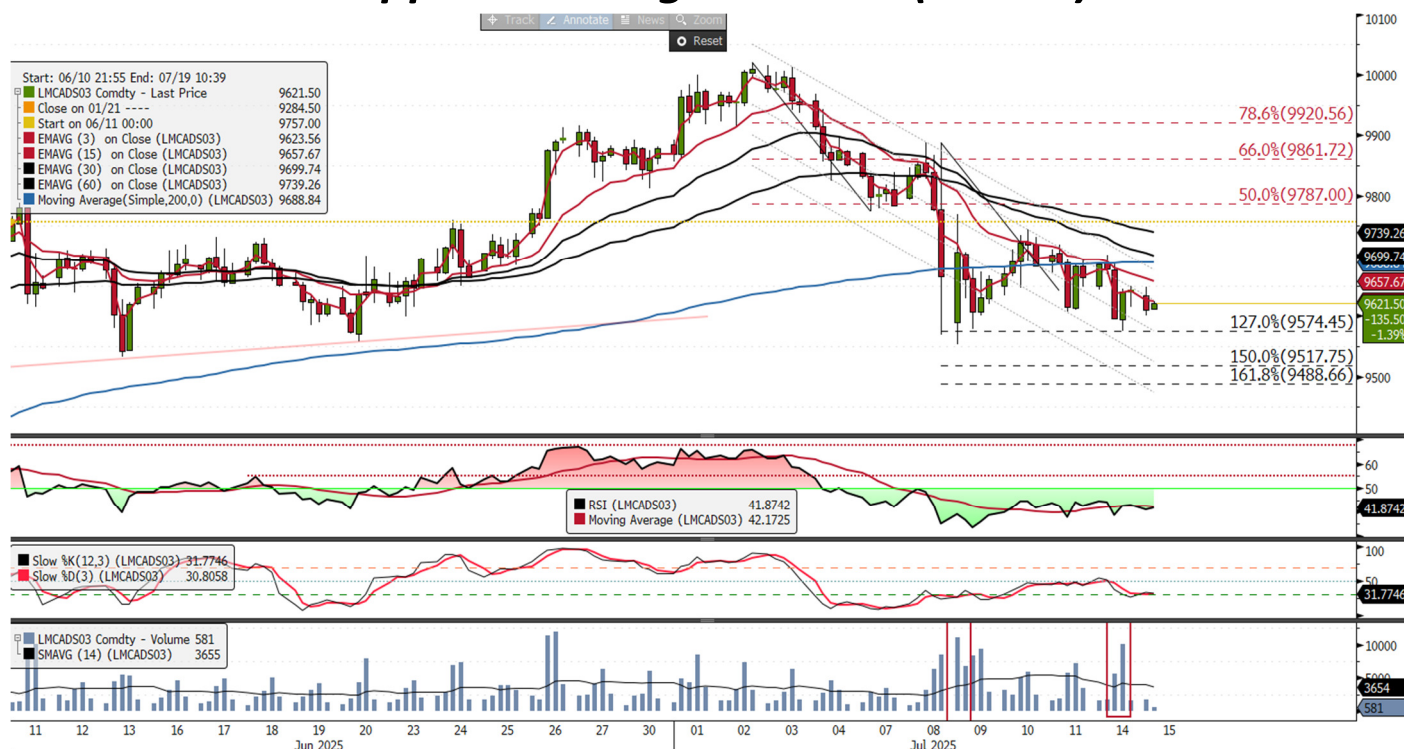 Track Annotate News Zoom
Reset
Start: 06/10 21:55 End: 07/19 10:39
LMCADS03 Comdty - Last Price 9621.50
Close on 01/21 ---- 9284.50
Start on 06/11 00:00 9757.00
EMAVG (3) on Close (LMCADS03) 9623.56
EMAVG (15) on Close (LMCADS03) 9657.67
EMAVG (30) on Close (LMCADS03) 9699.74
EMAVG (60) on Close (LMCADS03) 9739.26
Moving Average(Simple,200,0) (LMCADS03) 9688.84
10100
10000
78.6%(9920.56)
9900
66.0%(9861.72)
50.0%(9787.00)
9800
9739.26
9699.74
9657.67
9621.50
-135.50
-1.39%
127.0%(9574.45)
150.0%(9517.75)
161.8%(9488.66)
9500
60
50
41.8742
RSI (LMCADS03) 41.8742
Moving Average (LMCADS03) 42.1725
Slow %K(12,3) (LMCADS03) 31.7746
Slow %D(3) (LMCADS03) 30.8058
100
50
31.7746
LMCADS03 Comdty - Volume 581
SMAVG (14) (LMCADS03) 3655
10000
5000
3654
581
11 12 13 16 17 18 19 20 23 24 25 26 27 30 01 02 03 04 07 08 09 10 11 14 15
Jun 2025 Jul 2025